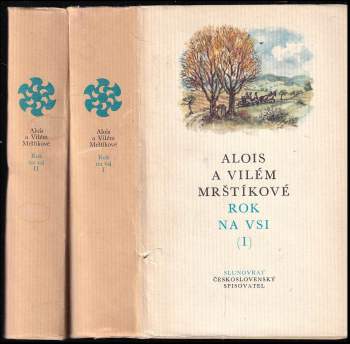 Alois
a Vilém
Mrštíkové
Rok
na vsi
II
Alois
a Vilém
Mrštíkové
Rok
na vsi
I
ALOIS
A VILÉM
MRŠTÍKOVÉ
ROK
NA VSI
(I)
SLUNOVRAT
ČESKOSLOVENSKÝ
SPISOVATEL